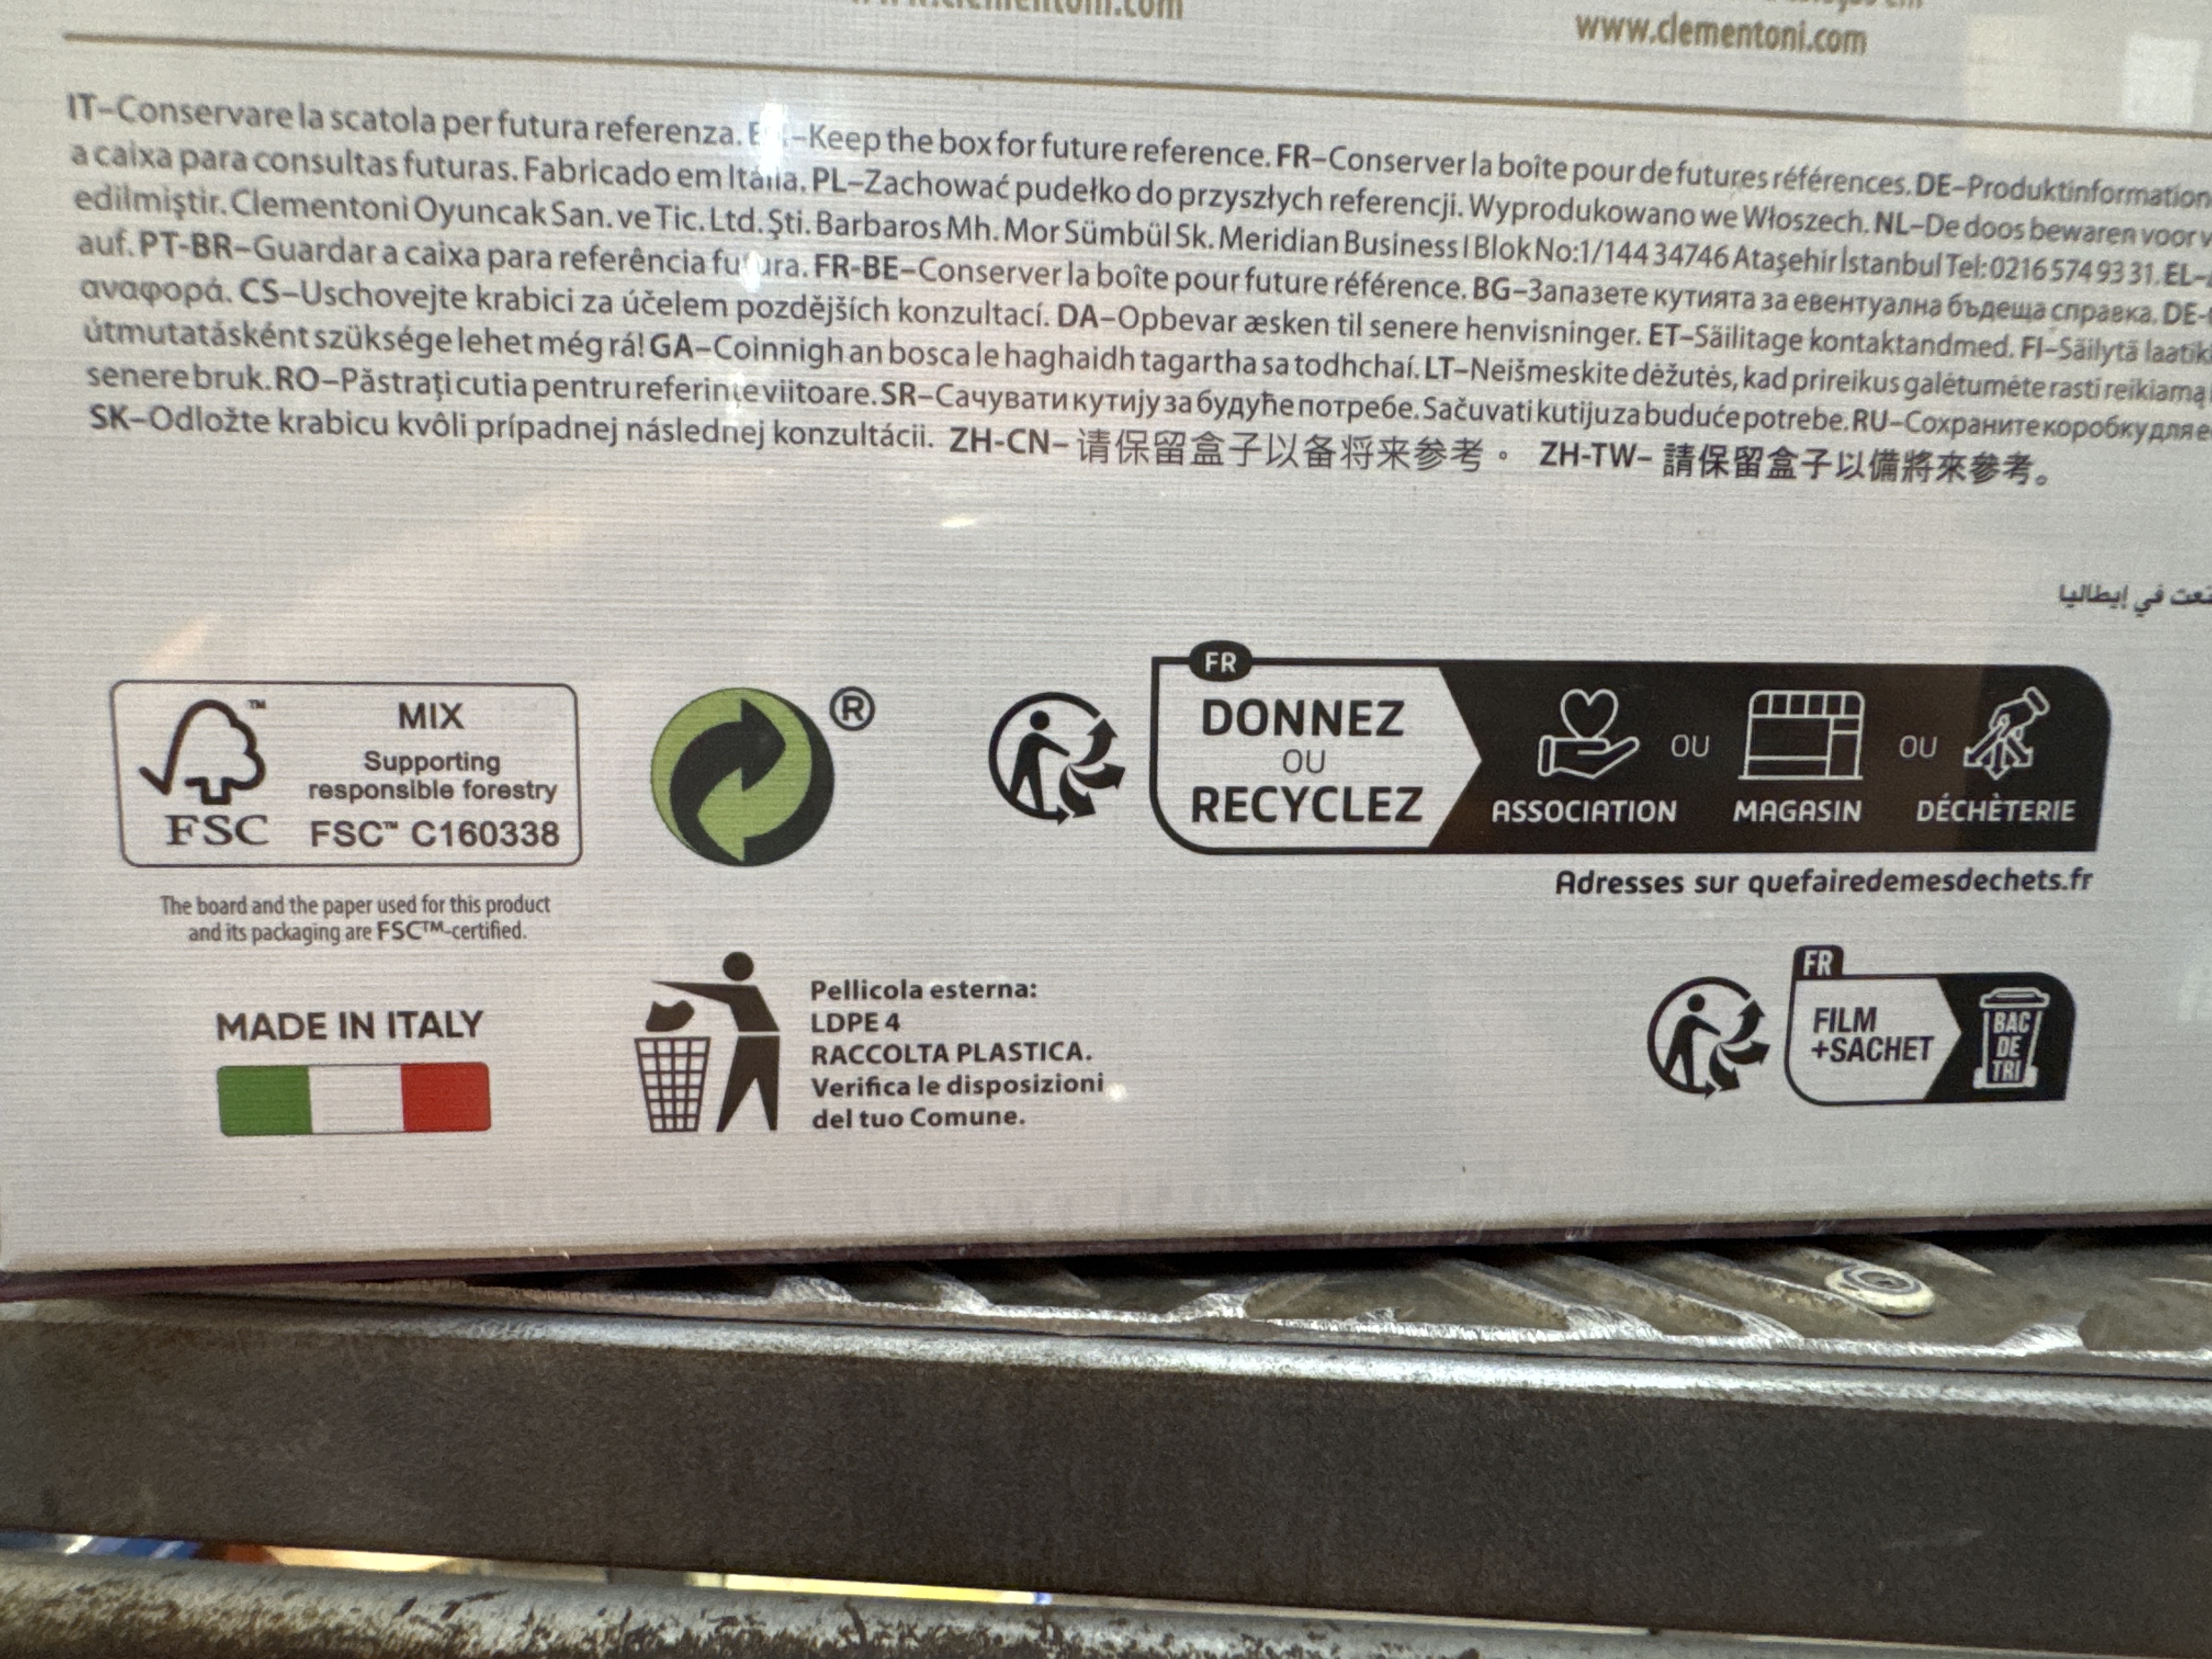 www.clementoni.com
www.clementoni.com
IT–Conservare la scatola per futura referenza. –Keep the box for future reference. FR–Conserver la boîte pour de futures références. DE–Produktinformation
a caixa para consultas futuras. Fabricado em Itália. PL–Zachować pudełko do przyszłych referencji. Wyprodukowano we Włoszech. NL–De doos bewaren voor
edilmiştir. Clementoni Oyuncak San. ve Tic. Ltd. Şti. Barbaros Mh. Mor Sümbül Sk. Meridian Business I Blok No:1/144 34746 Ataşehir İstanbul Tel: 0216 574 93 31. EL–
auf. PT-BR–Guardar a caixa para referência futura. FR-BE–Conserver la boîte pour future référence. BG–Запазете кутията за евентуална бъдеща справка. DE-
αναφορά. CS–Uschovejte krabici za účelem pozdějších konzultací. DA–Opbevar æsken til senere henvisninger. ET–Säilitage kontaktandmed. FI–Säilytä
útmutatásként szüksége lehet még rá! GA–Coinnigh an bosca le haghaidh tagartha sa todhchaí. LT–Neišmeskite dėžutės, kad prireikus galėtumėte rasti reikiamą
senere bruk. RO–Păstrați cutia pentru referințe viitoare. SR–Сачувати кутију за будуће потребе. Sačuvati kutiju za buduće potrebe. RU–Сохраните коробку для
SK–Odložte krabicu kvôli prípadnej následnej konzultácii. ZH-CN– 请保留盒子以备将来参考。 ZH-TW– 請保留盒子以備將來參考。
في إيطاليا
FSC™
MIX
Supporting
responsible forestry
FSC™ C160338
The board and the paper used for this product
and its packaging are FSC™-certified.
®
FR
DONNEZ
OU
RECYCLEZ
ASSOCIATION
OU
MAGASIN
OU
DÉCHÈTERIE
Adresses sur quefairedemesdechets.fr
MADE IN ITALY
Pellicola esterna:
LDPE 4
RACCOLTA PLASTICA.
Verifica le disposizioni
del tuo Comune.
FR
FILM
+SACHET
BAC
DE
TRI